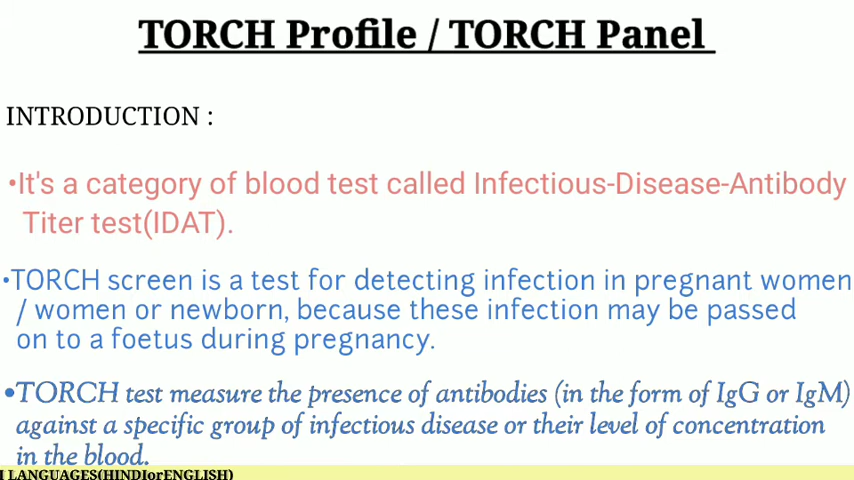 TORCH Profile / TORCH Panel
INTRODUCTION :
•It's a category of blood test called Infectious-Disease-Antibody
Titer test(IDAT).
•TORCH screen is a test for detecting infection in pregnant women
/ women or newborn, because these infection may be passed
on to a foetus during pregnancy.
•TORCH test measure the presence of antibodies (in the form of IgG or IgM)
against a specific group of infectious disease or their level of concentration
in the blood.
LANGUAGES(HINDIorENGLISH)